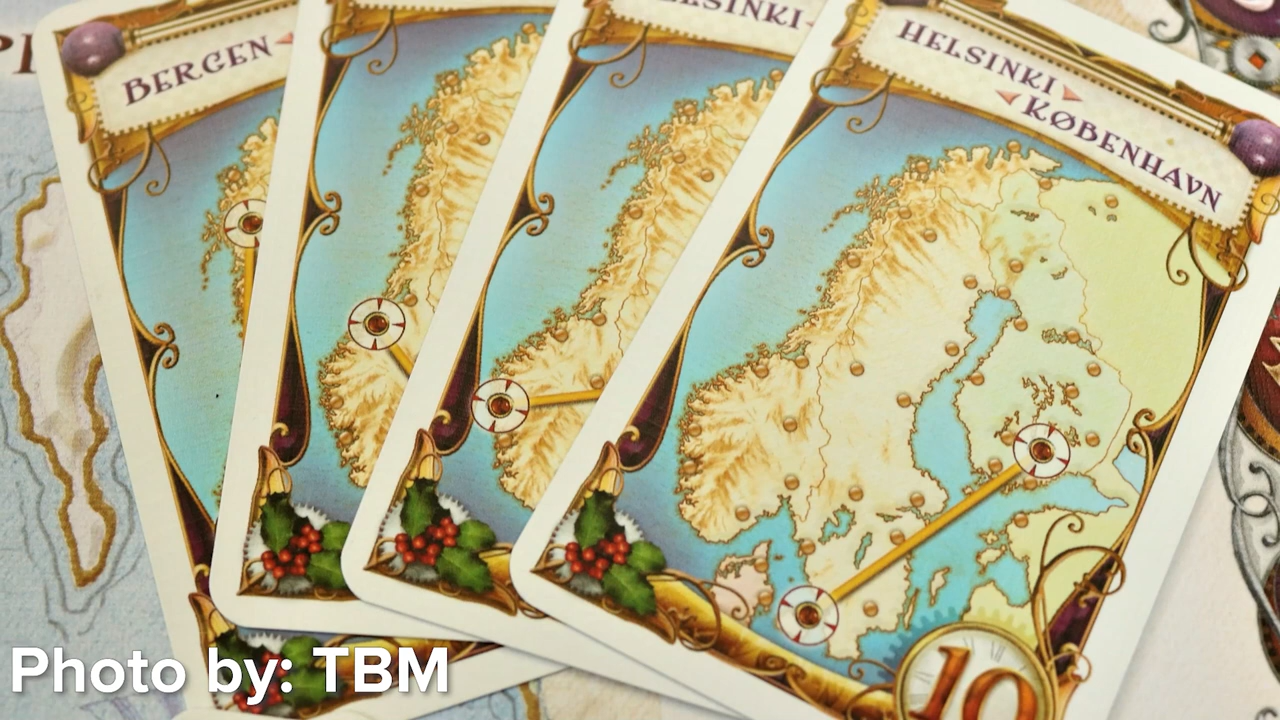 BERGEN
HELSINKI
HELSINKI
KØBENHAVN
10
Photo by: TBM